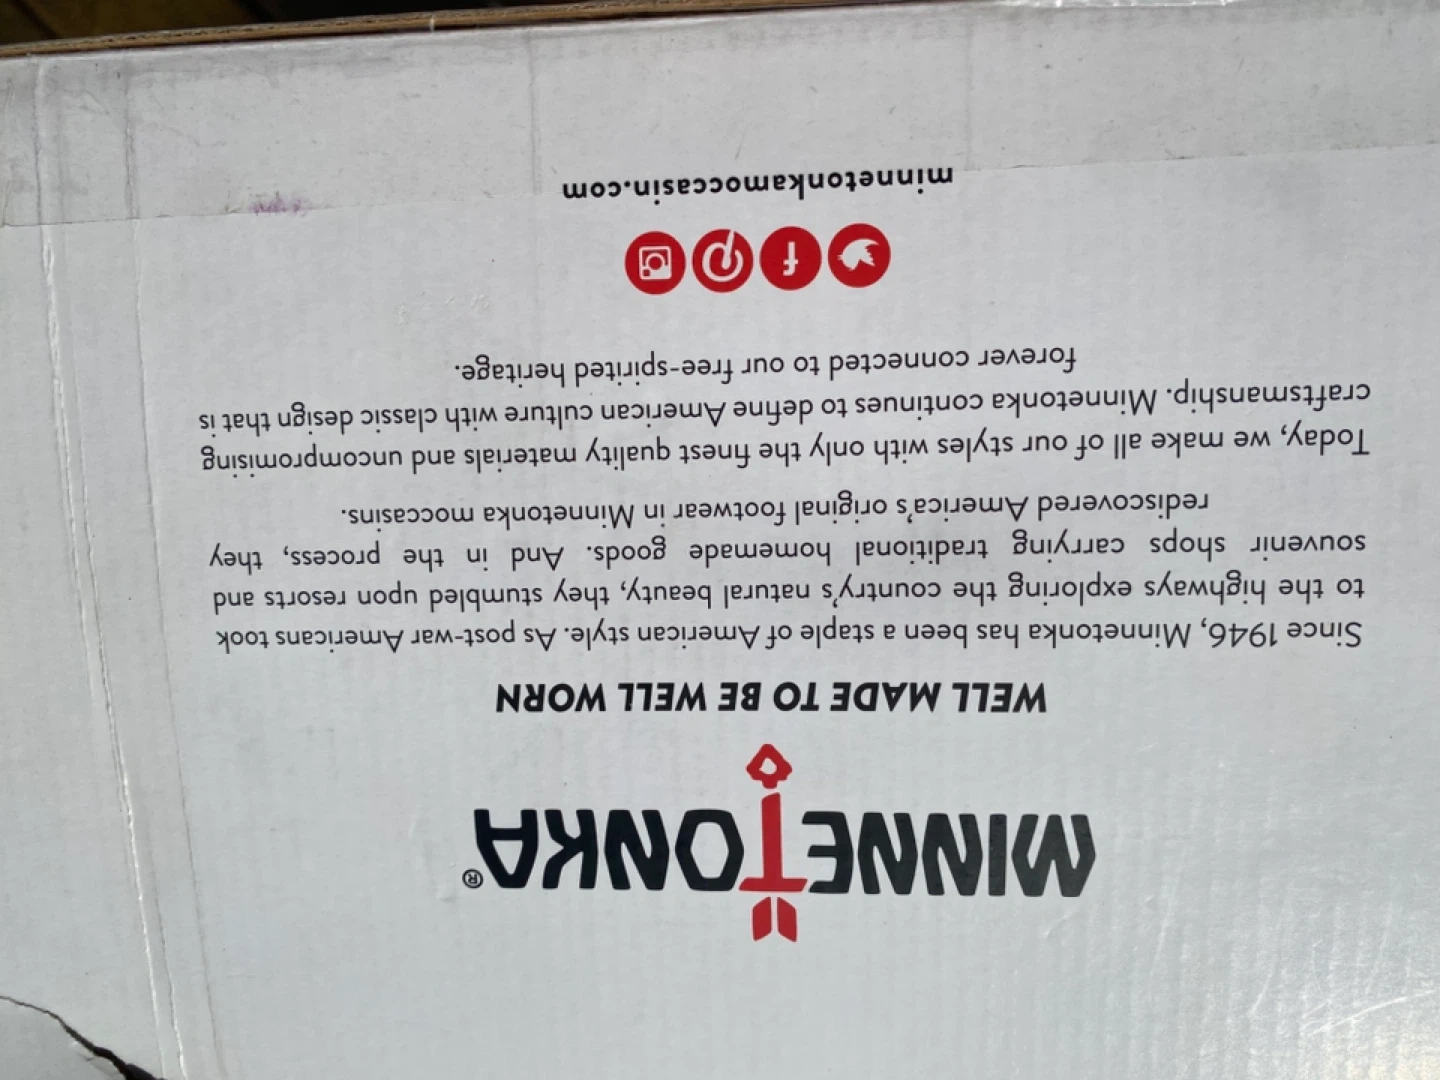 MINNETONKA®
WELL MADE TO BE WELL WORN
Since 1946, Minnetonka has been a staple of American style. As post-war Americans took
to the highways exploring the country's natural beauty, they stumbled upon resorts and
souvenir shops carrying traditional homemade goods. And in the process, they
rediscovered America's original footwear in Minnetonka moccasins.
Today, we make all of our styles with only the finest quality materials and uncompromising
craftsmanship. Minnetonka continues to define American culture with classic design that is
forever connected to our free-spirited heritage.
minnetonkamoccasin.com